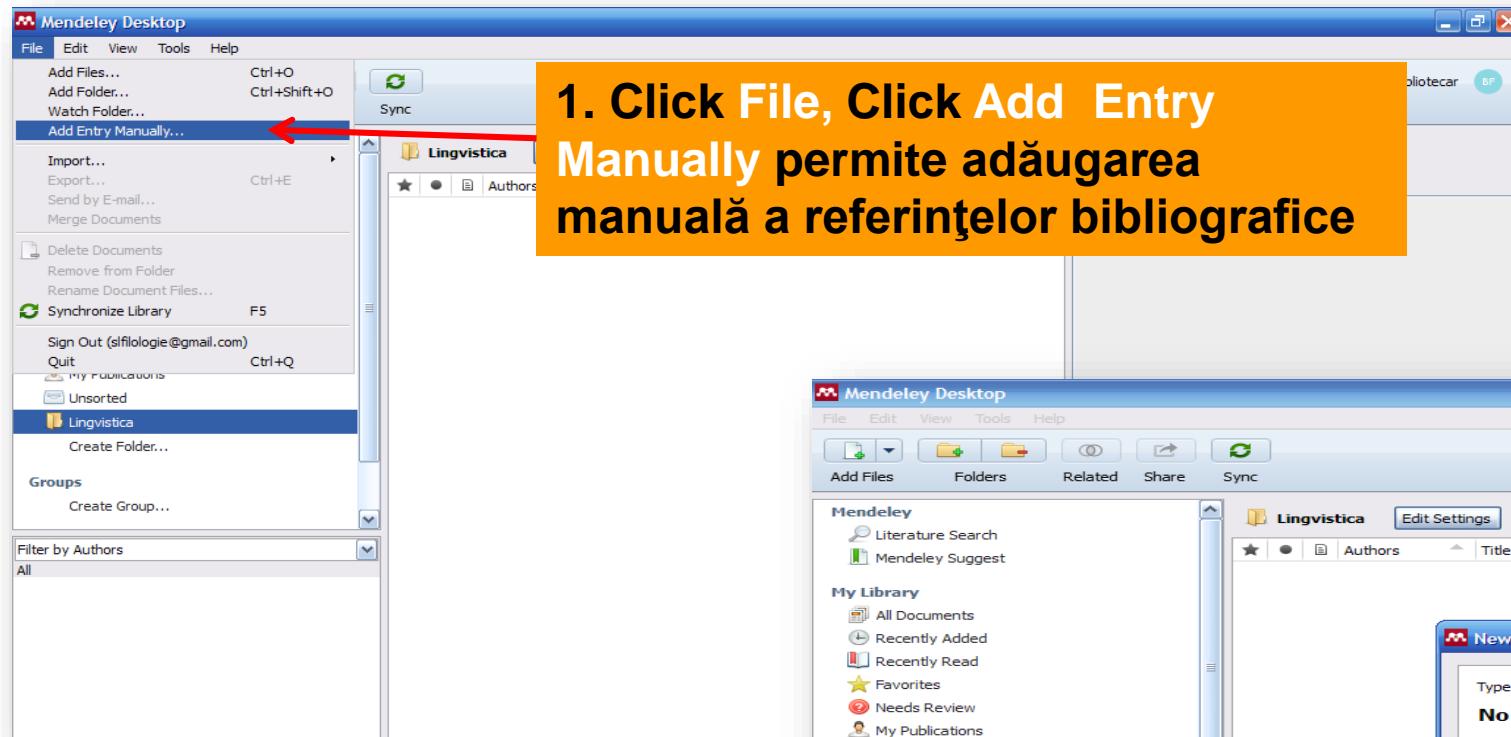 Mendeley Desktop
File Edit View Tools Help
Add Files... Ctrl+O
Add Folder... Ctrl+Shift+O
Watch Folder...
Add Entry Manually...
Import...
Export... Ctrl+E
Send by E-mail...
Merge Documents
Delete Documents
Remove from Folder
Rename Document Files...
Synchronize Library F5
Sign Out (slfilologie@gmail.com)
Quit Ctrl+Q
My Publications
Unsorted
Lingvistica
Create Folder...
Groups
Create Group...
Filter by Authors
All
Sync
Lingvistica
Authors
1. Click File, Click Add Entry
Manually permite adăugarea
manuală a referinţelor bibliografice
bliotecar BF
Mendeley Desktop
File Edit View Tools Help
Add Files Folders Related Share Sync
Mendeley
Literature Search
Mendeley Suggest
My Library
All Documents
Recently Added
Recently Read
Favorites
Needs Review
My Publications
Lingvistica Edit Settings
Authors Title
New
Type
No